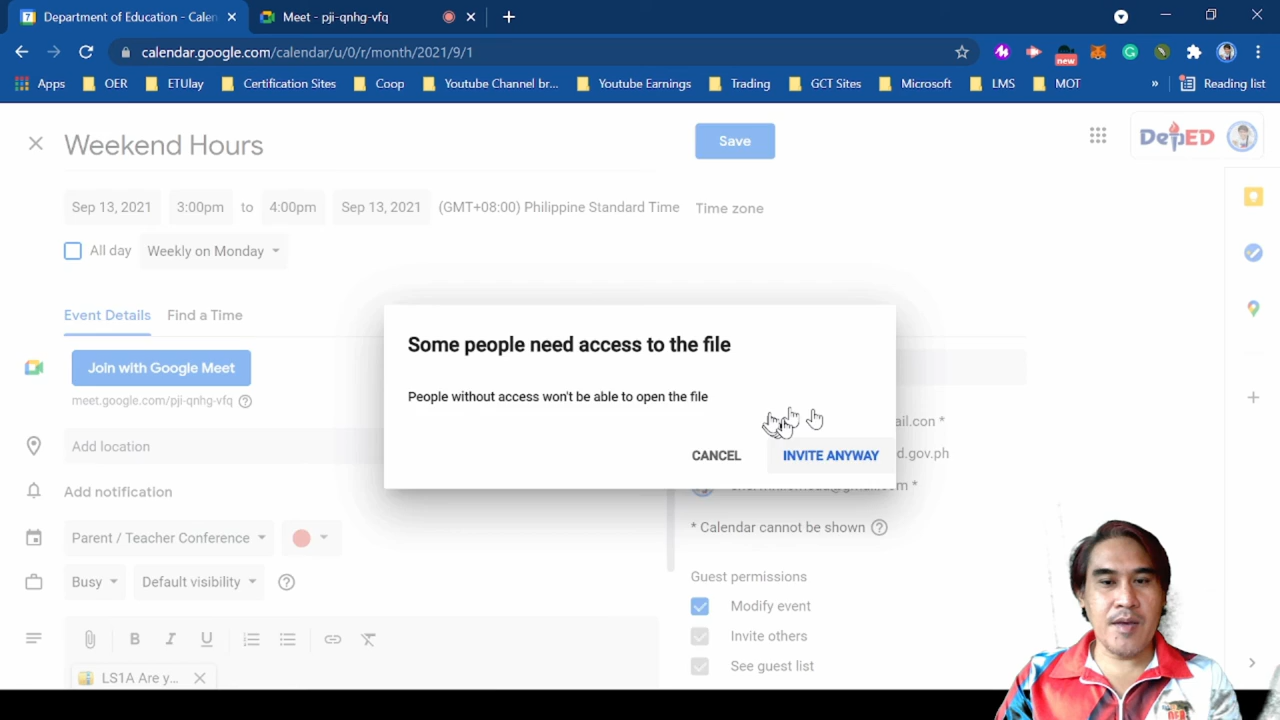 Department of Education - Calen
Meet - pji-qnhg-vfq
calendar.google.com/calendar/u/0/r/month/2021/9/1
new
Apps
OER
ETUlay
Certification Sites
Coop
Youtube Channel br...
Youtube Earnings
Trading
GCT Sites
Microsoft
LMS
MOT
»
Reading list
Weekend Hours
Save
DepED
Sep 13, 2021
3:00pm
to
4:00pm
Sep 13, 2021
(GMT+08:00) Philippine Standard Time
Time zone
All day
Weekly on Monday
Event Details
Find a Time
Some people need access to the file
Join with Google Meet
People without access won't be able to open the file
meet.google.com/pji-qnhg-vfq
ail.con *
Add location
CANCEL
INVITE ANYWAY
d.gov.ph
Add notification
* Calendar cannot be shown
Parent / Teacher Conference
Guest permissions
Busy
Default visibility
Modify event
Invite others
B I U
See guest list
LS1A Are y...